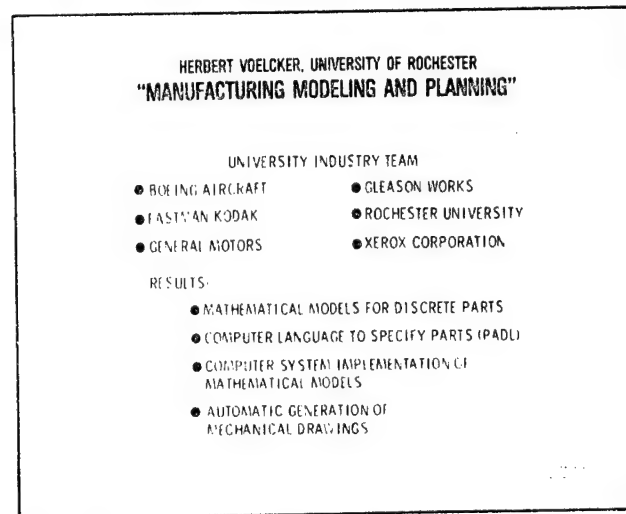 HERBERT VOELCKER, UNIVERSITY OF ROCHESTER
"MANUFACTURING MODELING AND PLANNING"
UNIVERSITY INDUSTRY TEAM
● BOEING AIRCRAFT
● EASTMAN KODAK
● GENERAL MOTORS
● GLEASON WORKS
● ROCHESTER UNIVERSITY
● XEROX CORPORATION
RESULTS:
● MATHEMATICAL MODELS FOR DISCRETE PARTS
● COMPUTER LANGUAGE TO SPECIFY PARTS (PADL)
● COMPUTER SYSTEM IMPLEMENTATION OF
MATHEMATICAL MODELS
● AUTOMATIC GENERATION OF
MECHANICAL DRAWINGS